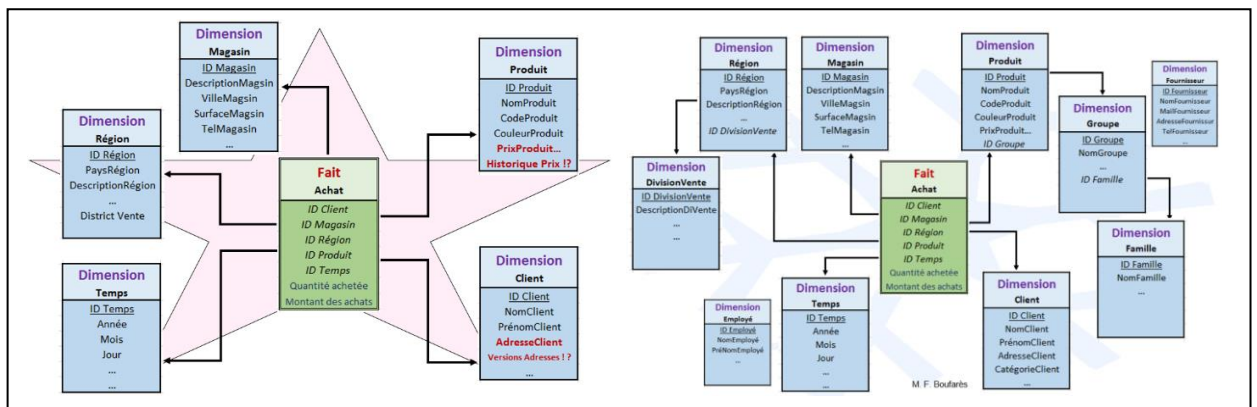 Dimension
Magasin
ID Magasin
DescriptionMagsin
VilleMagsin
SurfaceMagsin
TelMagasin
...
Dimension
Produit
ID Produit
NomProduit
CodeProduit
CouleurProduit
PrixProduit...
Historique Prix !?
Dimension
Région
ID Région
PaysRégion
DescriptionRégion
...
District Vente
Fait
Achat
ID Client
ID Magasin
ID Région
ID Produit
ID Temps
Quantité achetée
Montant des achats
Dimension
Temps
ID Temps
Année
Mois
Jour
...
...
Dimension
Client
ID Client
NomClient
PrénomClient
AdresseClient
Versions Adresses ! ?
...
Dimension
Région
ID Région
PaysRégion
DescriptionRégion
...
ID DivisionVente
Dimension
Magasin
ID Magasin
DescriptionMagsin
VilleMagsin
SurfaceMagsin
TelMagasin
...
Dimension
Produit
ID Produit
NomProduit
CodeProduit
CouleurProduit
PrixProduit...
ID Groupe
Dimension
Fournisseur
ID Fournisseur
NomFournisseur
MailFournisseur
AdresseFournissur
TelFournisseur
...
Dimension
Groupe
ID Groupe
NomGroupe
...
ID Famille
Dimension
DivisionVente
ID DivisionVente
DescriptionDiVente
...
...
Fait
Achat
ID Client
ID Magasin
ID Région
ID Produit
ID Temps
Quantité achetée
Montant des achats
Dimension
Famille
ID Famille
NomFamille
...
Dimension
Employé
ID Employé
NomEmployé
PréNomEmployé
...
Dimension
Temps
ID Temps
Année
Mois
Jour
...
...
Dimension
Client
ID Client
NomClient
PrénomClient
AdresseClient
CatégorieClient
...
M. F. Boufarès